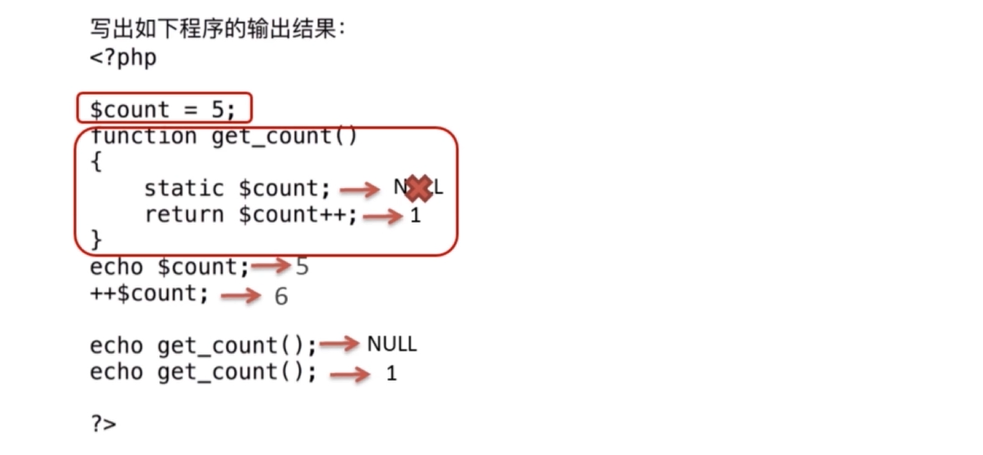 写出如下程序的输出结果：
<?php
$count = 5;
function get_count()
{
static $count; NULL
return $count++; 1
}
echo $count; 5
++$count; 6
echo get_count(); NULL
echo get_count(); 1
?>